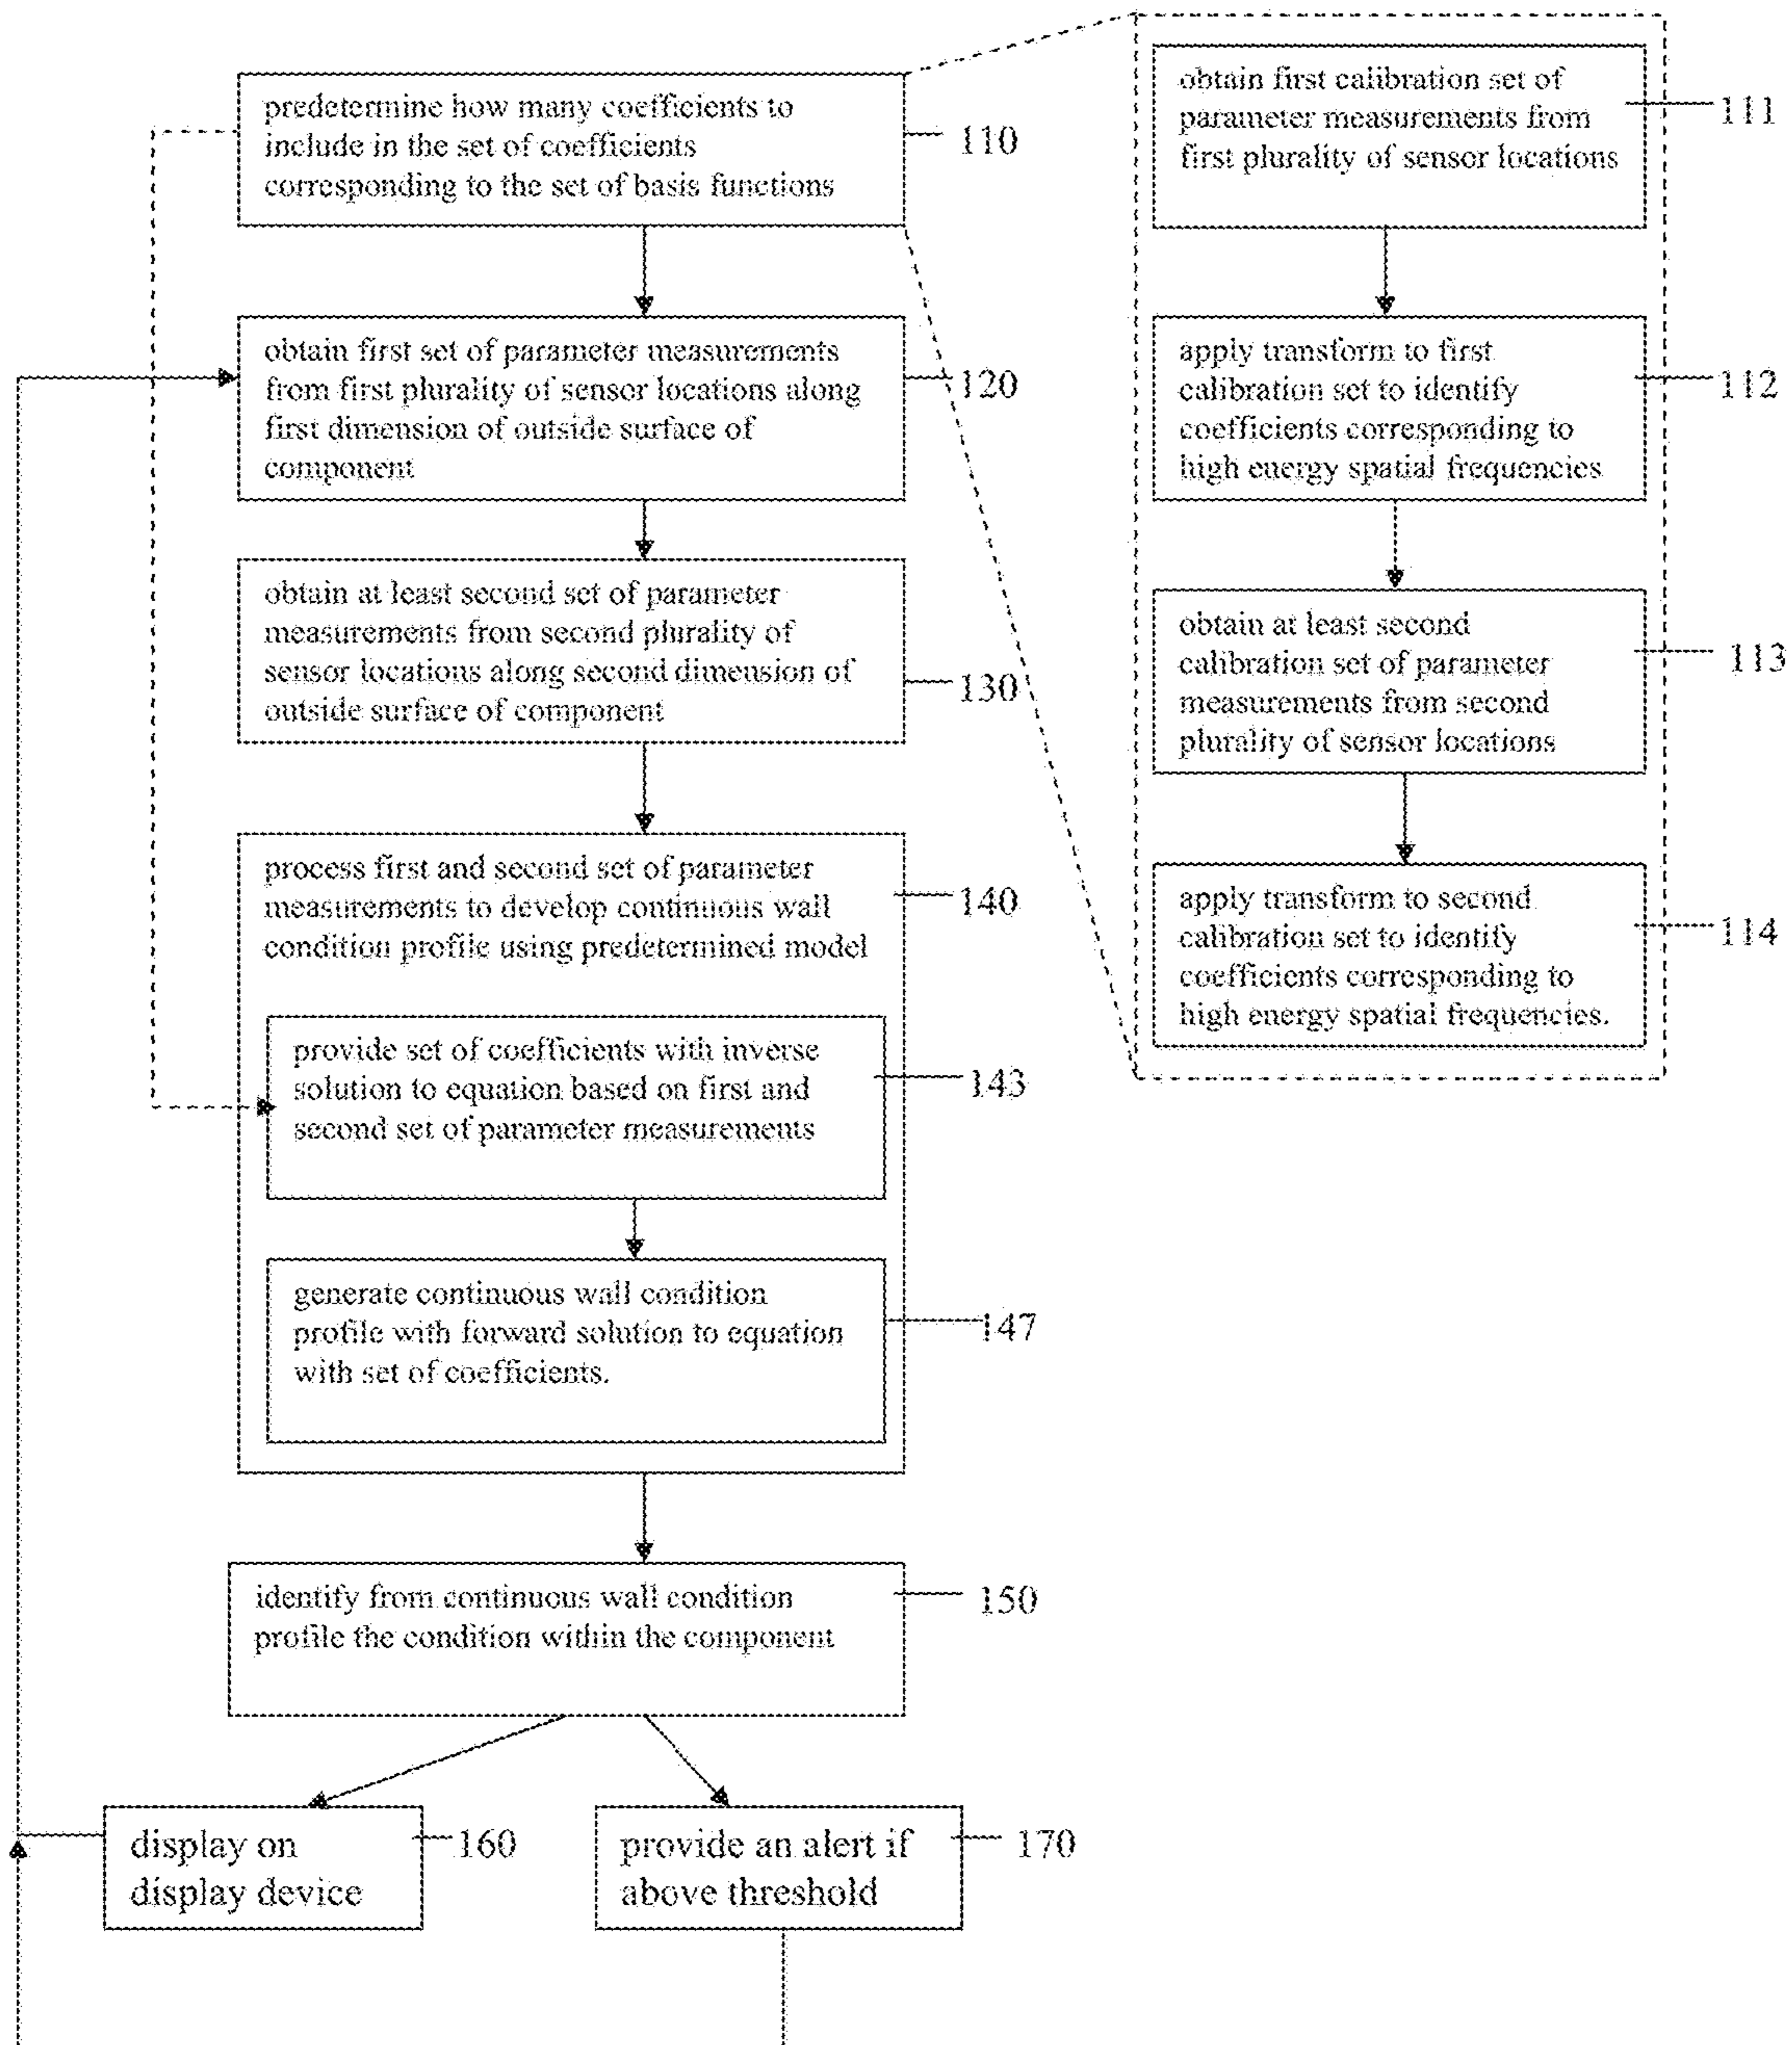 predetermine how many coefficients to
include in the set of coefficients
corresponding to the set of basis functions
110
obtain first set of parameter measurements
from first plurality of sensor locations along
first dimension of outside surface of
component
120
obtain at least second set of parameter
measurements from second plurality of
sensor locations along second dimension of
outside surface of component
130
process first and second set of parameter
measurements to develop continuous wall
condition profile using predetermined model
140
provide set of coefficients with inverse
solution to equation based on first and
second set of parameter measurements
143
generate continuous wall condition
profile with forward solution to equation
with set of coefficients.
147
identify from continuous wall condition
profile the condition within the component
150
display on
display device
160
provide an alert if
above threshold
170
obtain first calibration set of
parameter measurements from
first plurality of sensor locations
111
apply transform to first
calibration set to identify
coefficients corresponding to
high energy spatial frequencies
112
obtain at least second
calibration set of parameter
measurements from second
plurality of sensor locations
113
apply transform to second
calibration set to identify
coefficients corresponding to
high energy spatial frequencies.
114